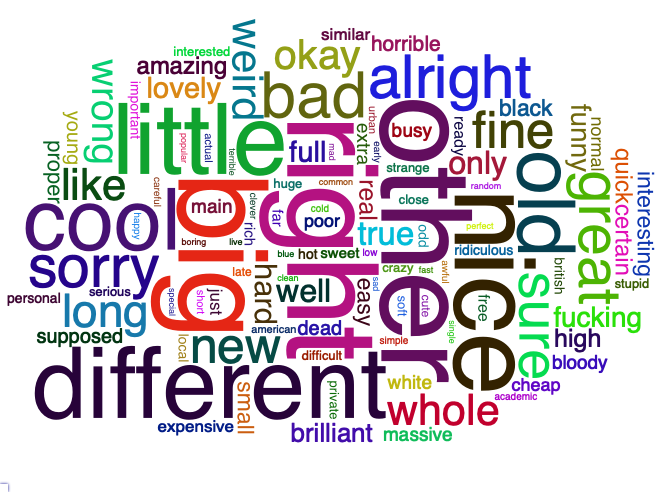 similar
horrible
interested
okay
amazing
weird
lovely
bad
alright
wrong
important
black
little
actual
popular
terrible
young
proper
like
full
mad
right
extra
urban
early
busy
other
ready
fine
funny
normal
strange
only
random
old
great
quick
certain
interesting
stupid
careful
huge
common
real
close
cool
happy
big
main
clever
rich
far
cold
poor
true
odd
perfect
nice
boring
live
blue
hot
sweet
low
ridiculous
sorry
late
clean
crazy
fast
awful
british
sure
personal
serious
special
just
short
hard
well
easy
sad
soft
cute
free
long
american
dead
simple
single
fucking
supposed
local
new
difficult
high
bloody
different
small
private
white
whole
cheap
academic
expensive
brilliant
massive